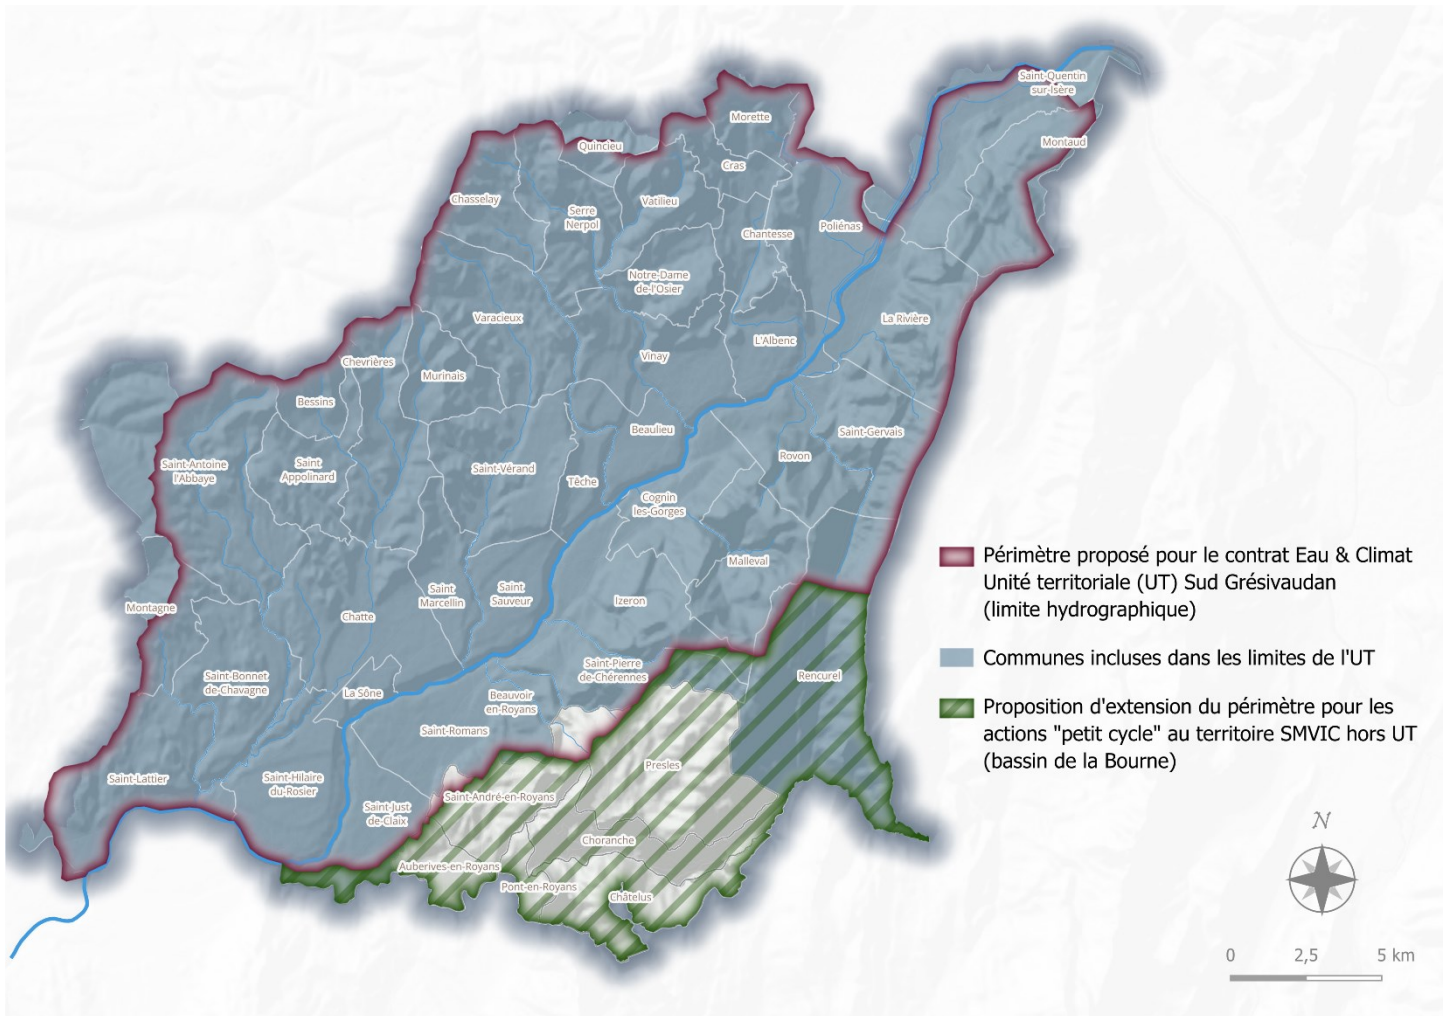 Saint-Quentin
sur-Isère
Morette
Montaud
Quincieu
Cras
Chasselay
Vatilieu
Serre
Nerpol
Poliénas
Chantesse
Notre-Dame
de-l'Osier
Varacieux
La Rivière
L'Albenc
Vinay
Chevrières
Murinais
Bessins
Beaulieu
Saint-Gervais
Rovon
Saint-Antoine
l'Abbaye
Saint
Appolinard
Saint-Vérand
Têche
Cognin
les-Gorges
Malleval
Saint
Marcellin
Saint
Sauveur
Izeron
Montagne
Chatte
Saint-Pierre
de-Chérennes
Rencurel
Saint-Bonnet
de-Chavagne
La Sône
Beauvoir
en-Royans
Saint-Romans
Presles
Saint-Lattier
Saint-Hilaire
du-Rosier
Saint-André-en-Royans
Saint-Just
de-Claix
Choranche
Auberives-en-Royans
Pont-en-Royans
Châtelus
Périmètre proposé pour le contrat Eau & Climat
Unité territoriale (UT) Sud Grésivaudan
(limite hydrographique)
Communes incluses dans les limites de l'UT
Proposition d'extension du périmètre pour les
actions "petit cycle" au territoire SMVIC hors UT
(bassin de la Bourne)
N
0 2,5 5 km